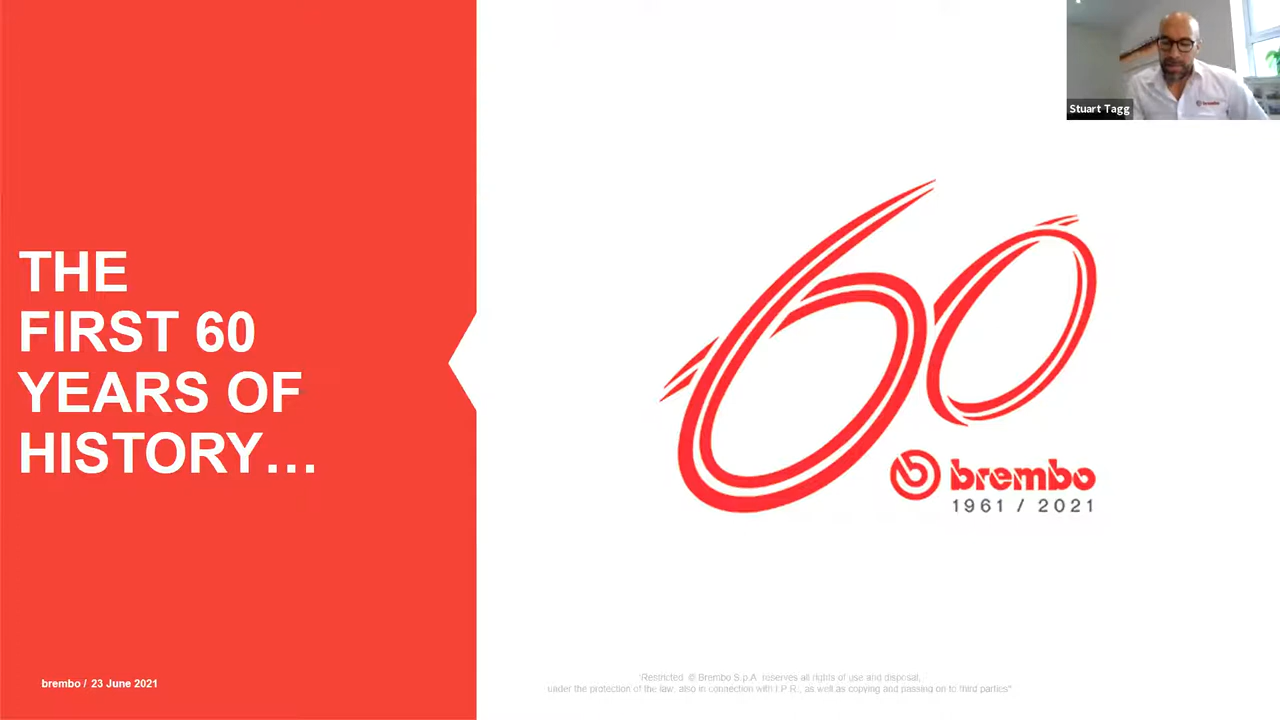 THE
FIRST 60
YEARS OF
HISTORY...
60
brembo
1961 / 2021
Stuart Tagg
brembo
brembo / 23 June 2021
"Restricted © Brembo S.p.A reserves all rights of use and disposal,
under the protection of the law, also in connection with I.P.R., as well as copying and passing on to third parties"